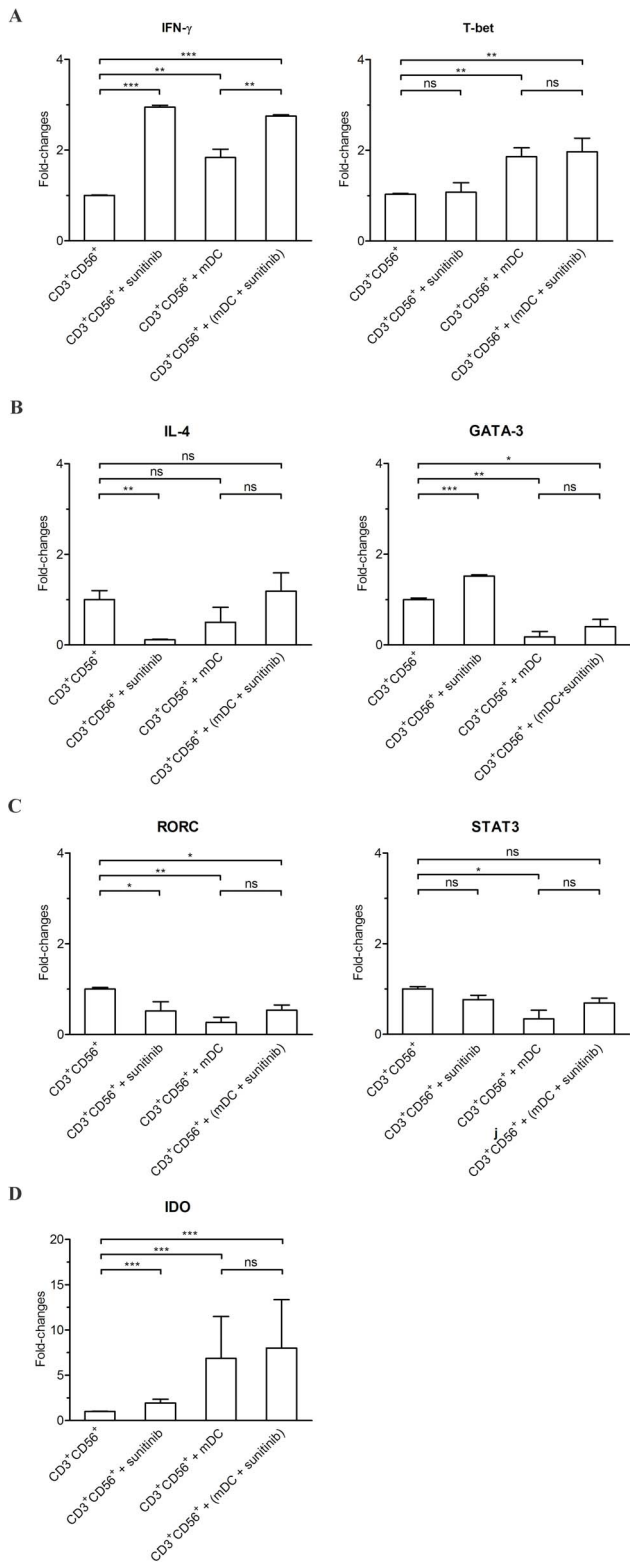 A
IFN-γ
T-bet
***
**
***
**
Fold-changes
4
2
0
CD3+CD56+
CD3+CD56+ + sunitinib
CD3+CD56+ + mDC
CD3+CD56+ + (mDC + sunitinib)
**
**
ns
ns
Fold-changes
4
2
0
CD3+CD56+
CD3+CD56+ + sunitinib
CD3+CD56+ + mDC
CD3+CD56+ + (mDC + sunitinib)
B
IL-4
GATA-3
ns
ns
**
ns
Fold-changes
4
2
0
CD3+CD56+
CD3+CD56+ + sunitinib
CD3+CD56+ + mDC
CD3+CD56+ + (mDC + sunitinib)
*
**
***
ns
Fold-changes
4
2
0
CD3+CD56+
CD3+CD56+ + sunitinib
CD3+CD56+ + mDC
CD3+CD56+ + (mDC+sunitinib)
C
RORC
STAT3
*
**
*
ns
Fold-changes
4
2
0
CD3+CD56+
CD3+CD56+ + sunitinib
CD3+CD56+ + mDC
CD3+CD56+ + (mDC + sunitinib)
ns
*
ns
ns
Fold-changes
4
2
0
CD3+CD56+
CD3+CD56+ + sunitinib
CD3+CD56+ + mDC
j
CD3+CD56+ + (mDC + sunitinib)
D
IDO
***
***
***
ns
Fold-changes
20
15
10
5
0
CD3+CD56+
CD3+CD56+ + sunitinib
CD3+CD56+ + mDC
CD3+CD56+ + (mDC + sunitinib)